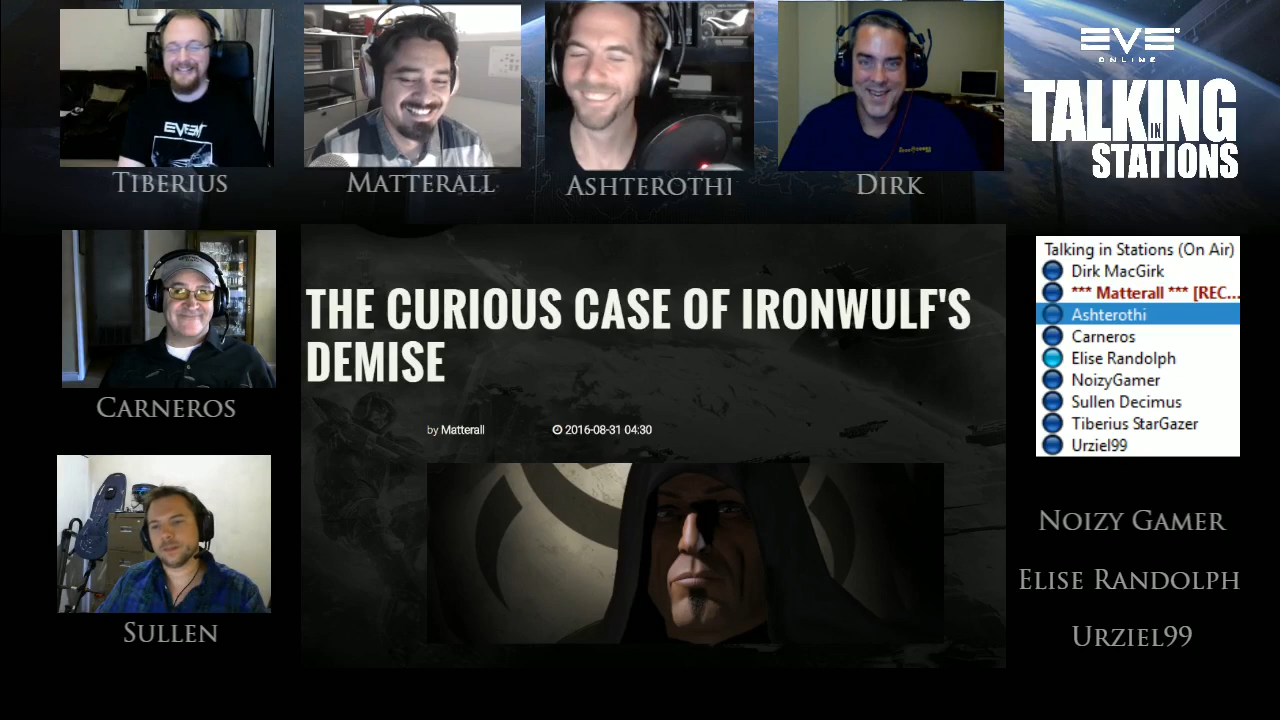 EVE
ONLINE
TALKING
IN
STATIONS
TIBERIUS
MATTERALL
ASHTEROTHI
DIRK
CARNEROS
SULLEN
THE CURIOUS CASE OF IRONWULF'S
DEMISE
by Matterall 2016-08-31 04:30
Talking in Stations (On Air)
Dirk MacGirk
*** Matterall *** [REC...
Ashterothi
Carneros
Elise Randolph
NoizyGamer
Sullen Decimus
Tiberius StarGazer
Urziel99
NOIZY GAMER
ELISE RANDOLPH
URZIEL99